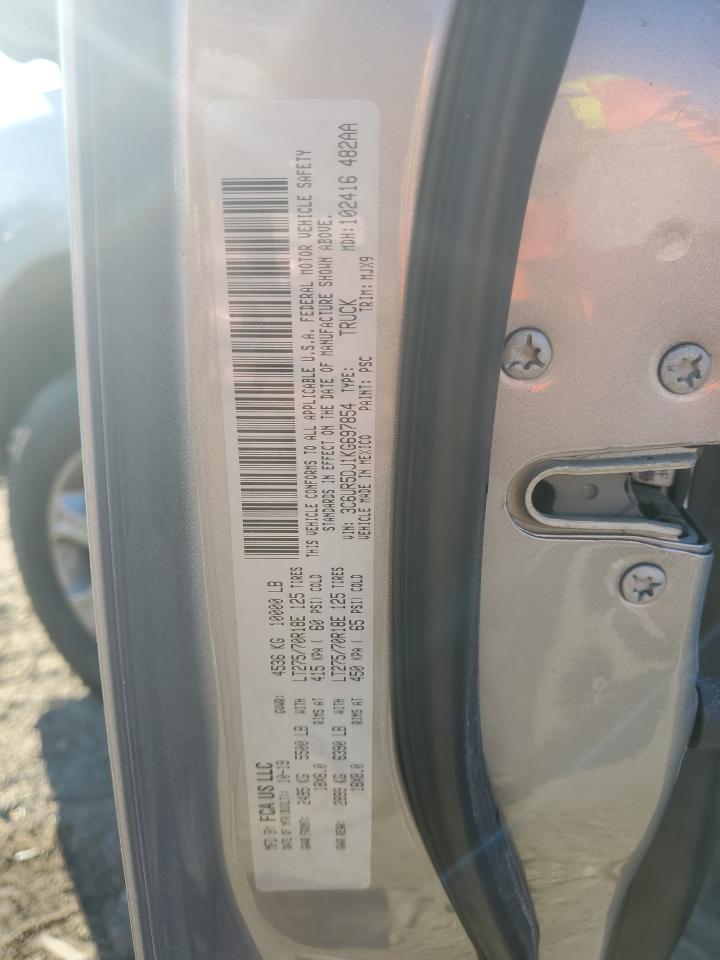 MFD BY FCA US LLC
DATE OF MFR(BUILT): 10-19 GVWR: 4536 KG 10000 LB
GAWR FRONT: 2495 KG 5500 LB WITH LT275/70R18E 125 TIRES
18X8.0 RIMS AT 415 KPA ( 60 PSI) COLD
GAWR REAR: 2899 KG 6390 LB WITH LT275/70R18E 125 TIRES
18X8.0 RIMS AT 450 KPA ( 65 PSI) COLD
THIS VEHICLE CONFORMS TO ALL APPLICABLE U.S.A. FEDERAL MOTOR VEHICLE SAFETY
STANDARDS IN EFFECT ON THE DATE OF MANUFACTURE SHOWN ABOVE.
VIN: 3C6JR5DJ1KG697854 TYPE: TRUCK MDH: 102416 482AA
VEHICLE MADE IN MEXICO PAINT: PSC TRIM: MJX9